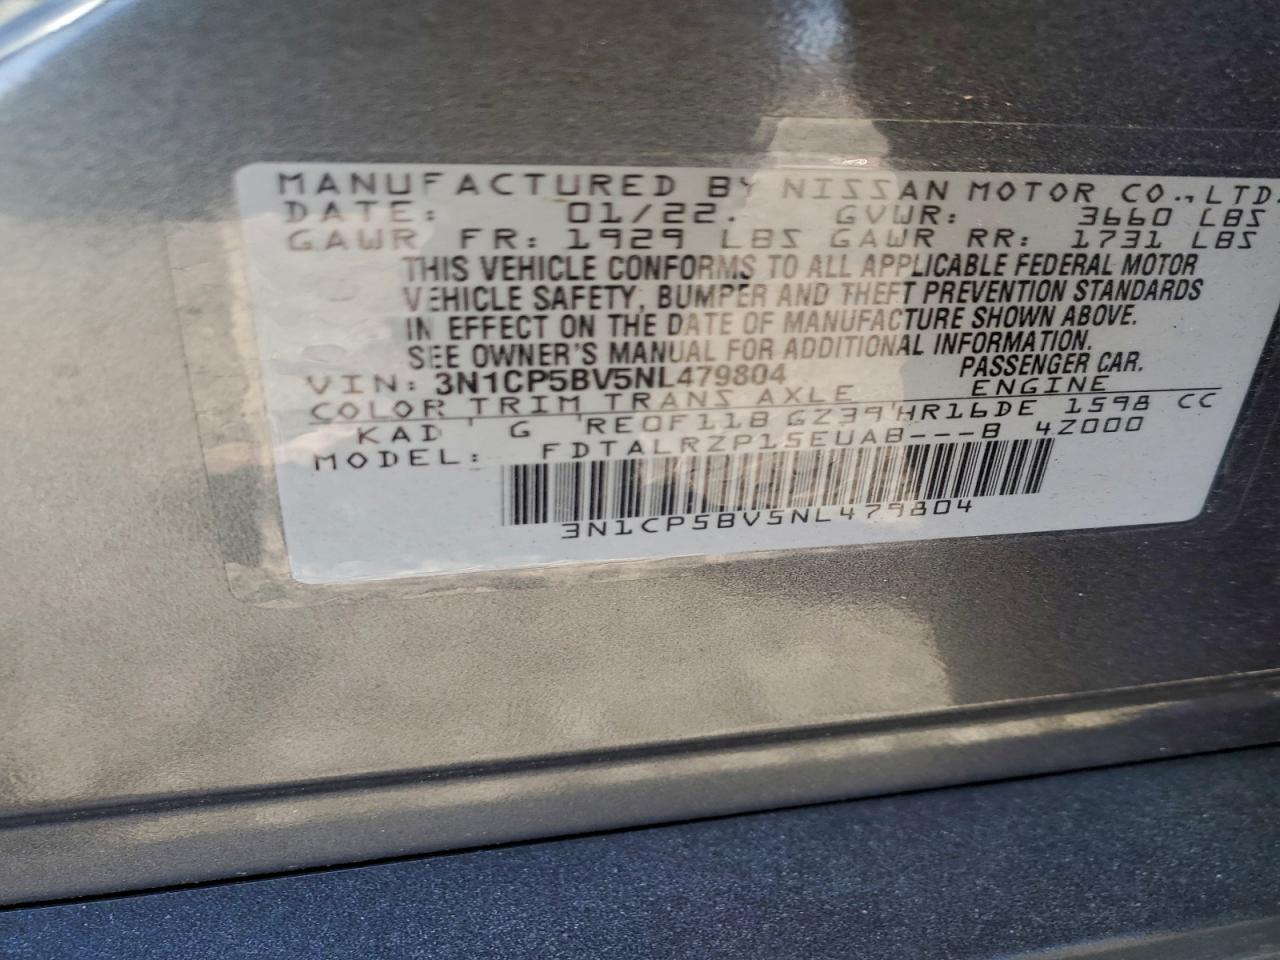 MANUFACTURED BY NISSAN MOTOR CO., LTD.
DATE: 01/22. GVWR: 3660 LBS
GAWR FR: 1929 LBS GAWR RR: 1731 LBS
THIS VEHICLE CONFORMS TO ALL APPLICABLE FEDERAL MOTOR
VEHICLE SAFETY, BUMPER AND THEFT PREVENTION STANDARDS
IN EFFECT ON THE DATE OF MANUFACTURE SHOWN ABOVE.
SEE OWNER'S MANUAL FOR ADDITIONAL INFORMATION.
VIN: 3N1CP5BV5NL479804 PASSENGER CAR.
COLOR TRIM TRANS AXLE ENGINE
KAD ' G 'RE0F11B GZ39'HR16DE 1598 CC
MODEL: FDTALRZP15EUAB---B 4Z000
3N1CP5BV5NL479804